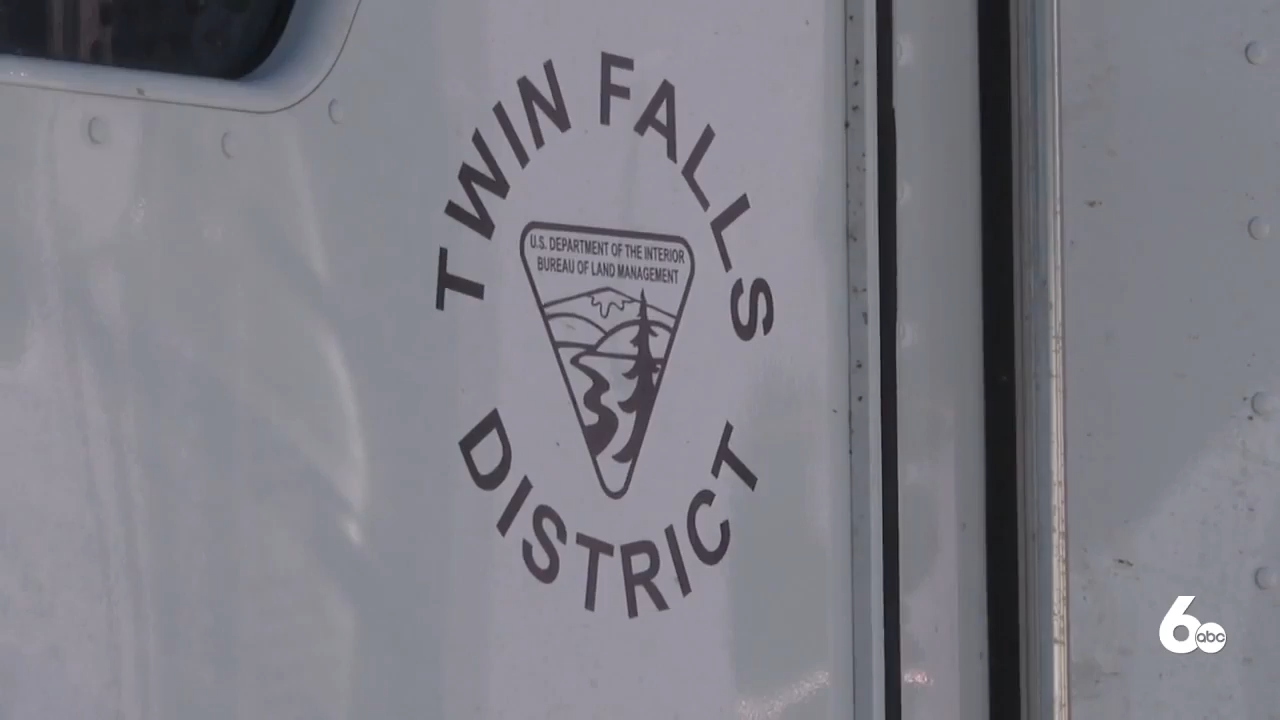 TWIN FALLS
U.S. DEPARTMENT OF THE INTERIOR
BUREAU OF LAND MANAGEMENT
DISTRICT
6abc